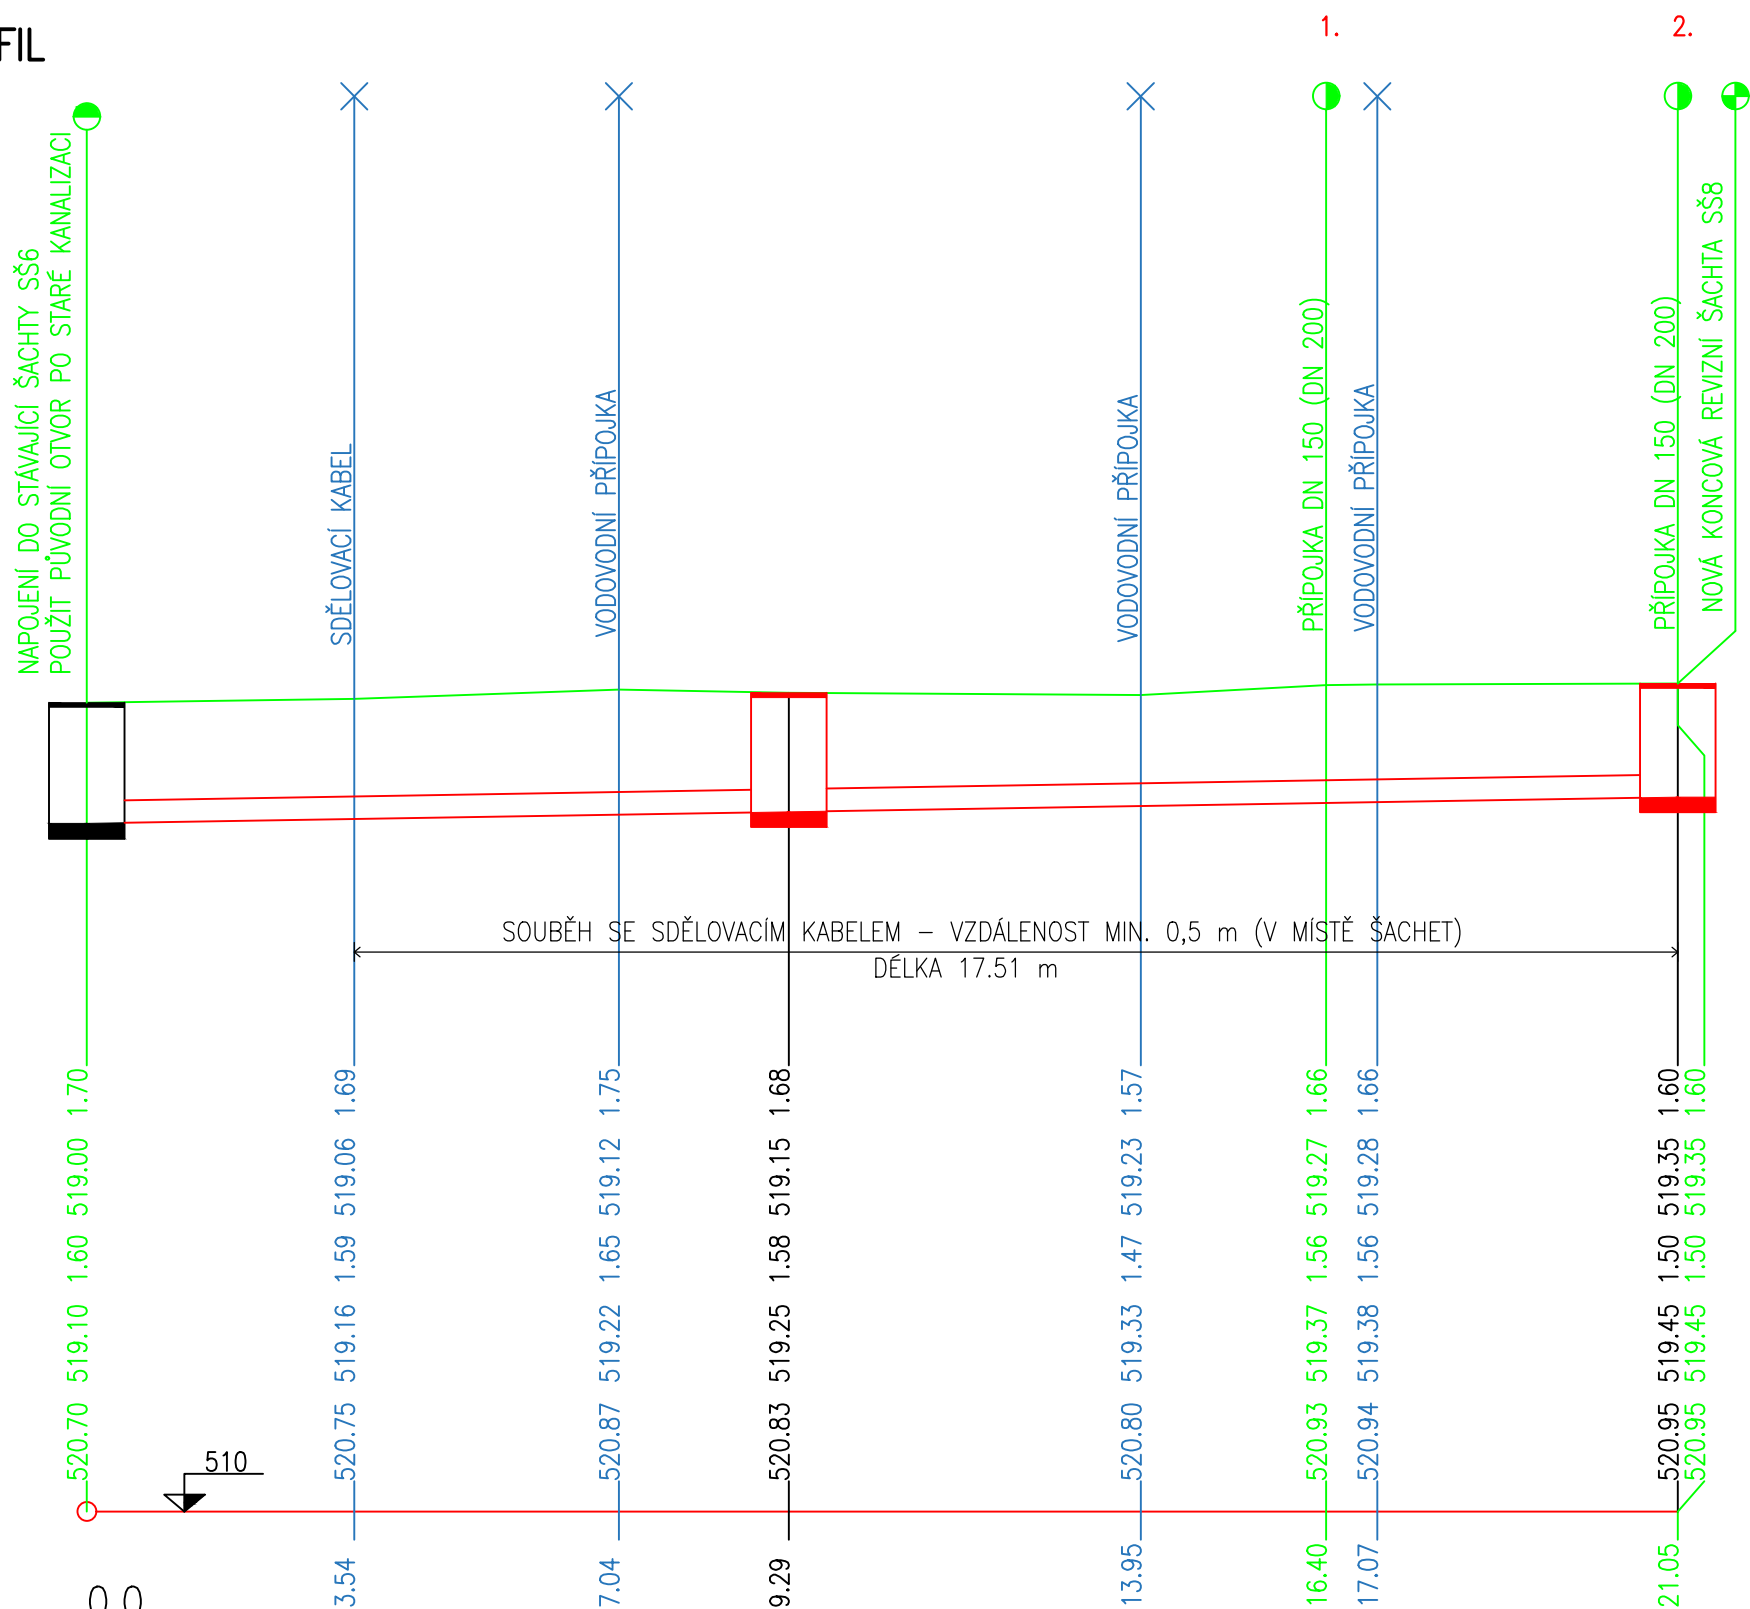 FIL
1.
2.
NAPOJENÍ DO STÁVAJÍCÍ ŠACHTY SŠ6
POUŽIT PŮVODNÍ OTVOR PO STARÉ KANALIZACI
SDĚLOVACÍ KABEL
VODOVODNÍ PŘÍPOJKA
VODOVODNÍ PŘÍPOJKA
PŘÍPOJKA DN 150 (DN 200)
VODOVODNÍ PŘÍPOJKA
PŘÍPOJKA DN 150 (DN 200)
NOVÁ KONCOVÁ REVIZNÍ ŠACHTA SŠ8
SOUBĚH SE SDĚLOVACÍM KABELEM – VZDÁLENOST MIN. 0,5 m (V MÍSTĚ ŠACHET)
DÉLKA 17.51 m
520.70 519.10 1.60 519.00 1.70
3.54 520.75 519.16 1.59 519.06 1.69
7.04 520.87 519.22 1.65 519.12 1.75
9.29 520.83 519.25 1.58 519.15 1.68
13.95 520.80 519.33 1.47 519.23 1.57
16.40 520.93 519.37 1.56 519.27 1.66
17.07 520.94 519.38 1.56 519.28 1.66
21.05 520.95 519.45 1.50 519.35 1.60
520.95 519.45 1.50 519.35 1.60
510